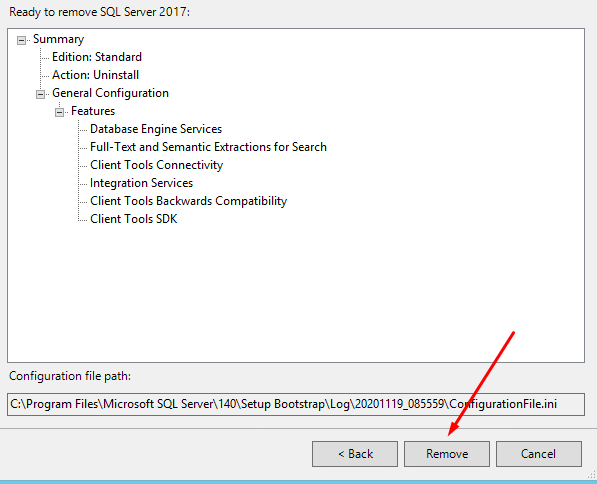 Ready to remove SQL Server 2017:
Summary
Edition: Standard
Action: Uninstall
General Configuration
Features
Database Engine Services
Full-Text and Semantic Extractions for Search
Client Tools Connectivity
Integration Services
Client Tools Backwards Compatibility
Client Tools SDK
Configuration file path:
C:\Program Files\Microsoft SQL Server\140\Setup Bootstrap\Log\20201119_085559\ConfigurationFile.ini
< Back
Remove
Cancel